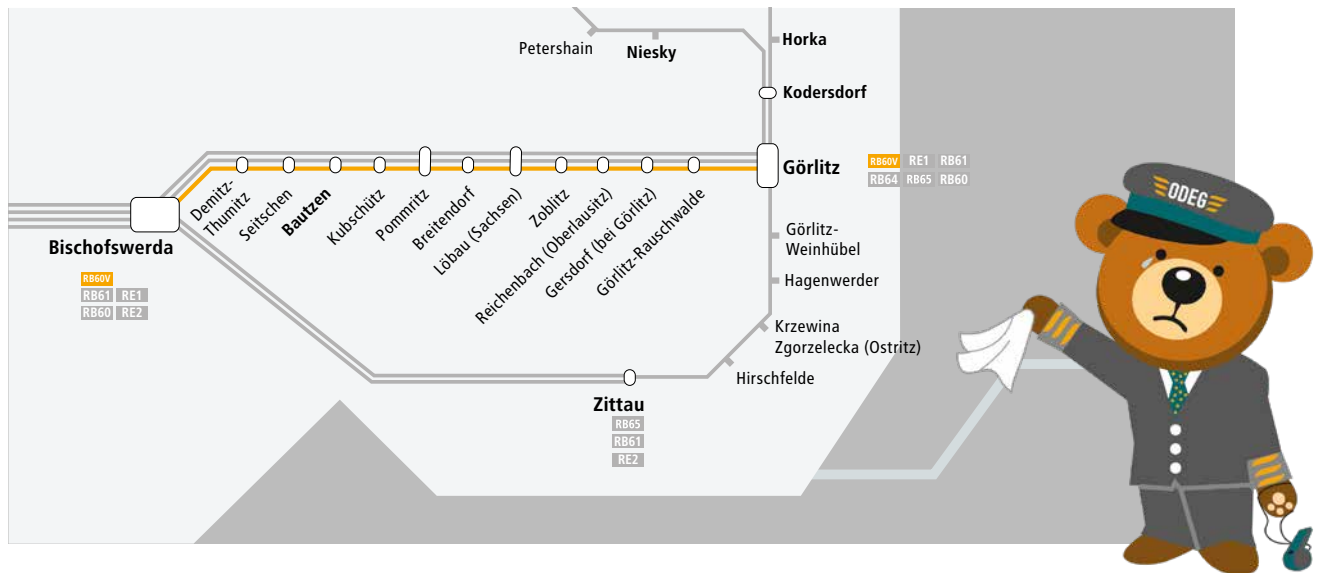 Petershain
Niesky
Horka
Kodersdorf
Görlitz
RB60V RE1 RB61
RB64 RB65 RB60
Demitz-
Thumitz
Seitschen
Bautzen
Kubschütz
Pommritz
Breitendorf
Löbau (Sachsen)
Zoblitz
Reichenbach (Oberlausitz)
Gersdorf (bei Görlitz)
Görlitz-Rauschwalde
Bischofswerda
RB60V
RB61 RE1
RB60 RE2
Görlitz-
Weinhübel
Hagenwerder
Krzewina
Zgorzelecka (Ostritz)
Hirschfelde
Zittau
RB65
RB61
RE2
ODEG